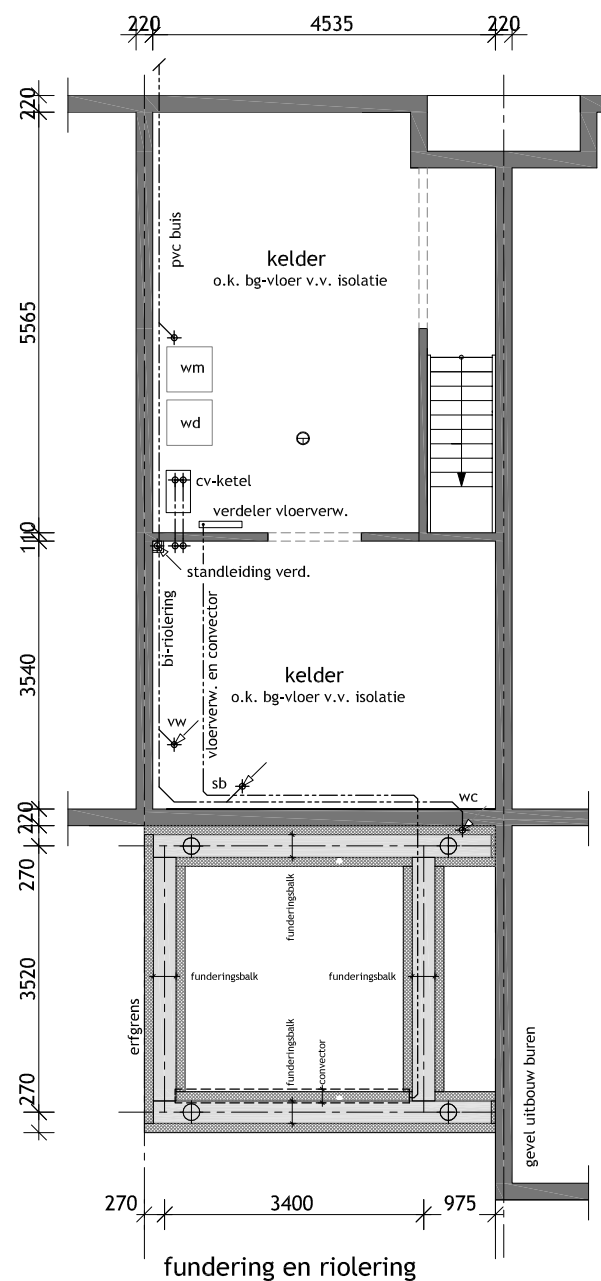 220 4535 220
220
pvc buis
kelder
o.k. bg-vloer v.v. isolatie
5565
wm
wd
cv-ketel
verdeler vloerverw.
110
standleiding verd.
bi-riolering
vloerverw. en convector
3540
kelder
o.k. bg-vloer v.v. isolatie
vw
sb
wc
220
270
funderingsbalk
funderingsbalk
funderingsbalk
3520
erfgrens
funderingsbalk
convector
gevel uitbouw buren
270
270 3400 975
fundering en riolering